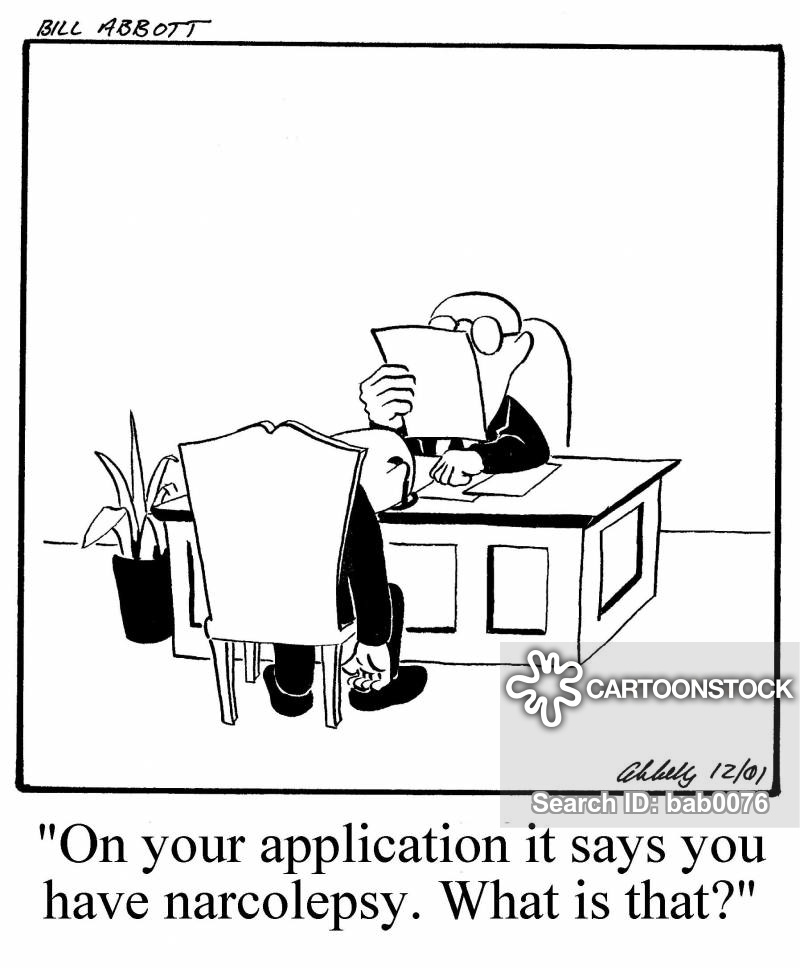 BILL ABBOTT
CARTOONSTOCK
12/01
Search ID: bab0076
"On your application it says you
have narcolepsy. What is that?"